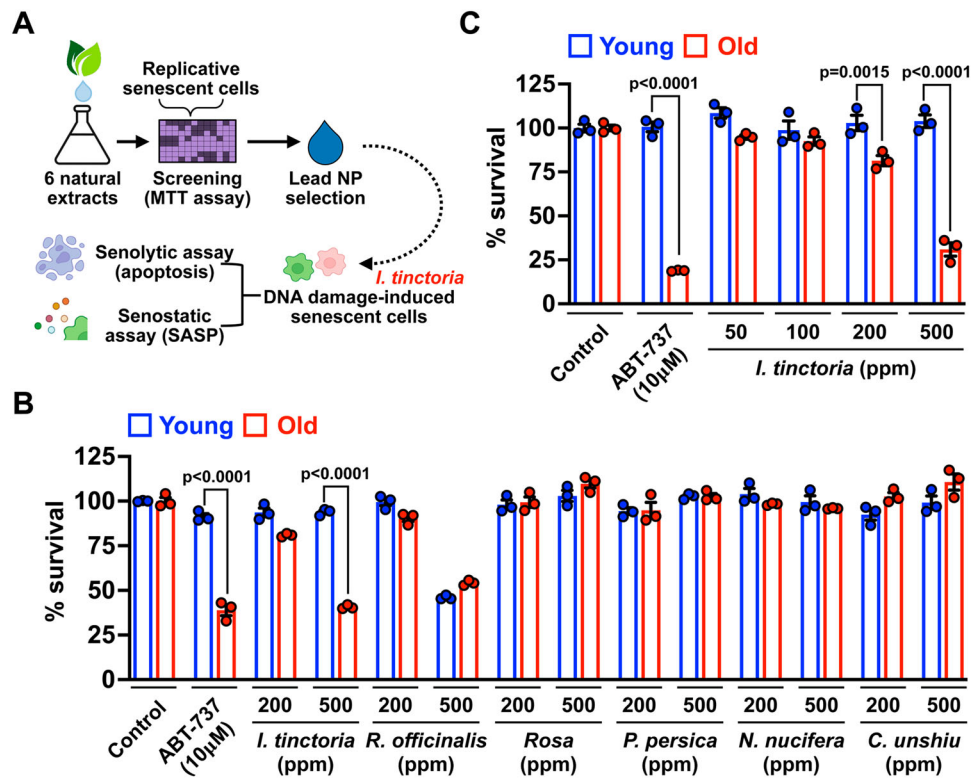 A
Replicative
senescent cells
6 natural
extracts
Screening
(MTT assay)
Lead NP
selection
Senolytic assay
(apoptosis)
I. tinctoria
DNA damage-induced
senescent cells
Senostatic
assay (SASP)
C
Young Old
% survival
125
100
75
50
25
0
p<0.0001
p=0.0015
p<0.0001
Control
ABT-737
(10μM)
50 100 200 500
I. tinctoria (ppm)
B
Young Old
% survival
125
100
75
50
25
0
p<0.0001
p<0.0001
Control
ABT-737
(10μM)
200 500 200 500 200 500 200 500 200 500 200 500
I. tinctoria R. officinalis Rosa P. persica N. nucifera C. unshiu
(ppm) (ppm) (ppm) (ppm) (ppm) (ppm)